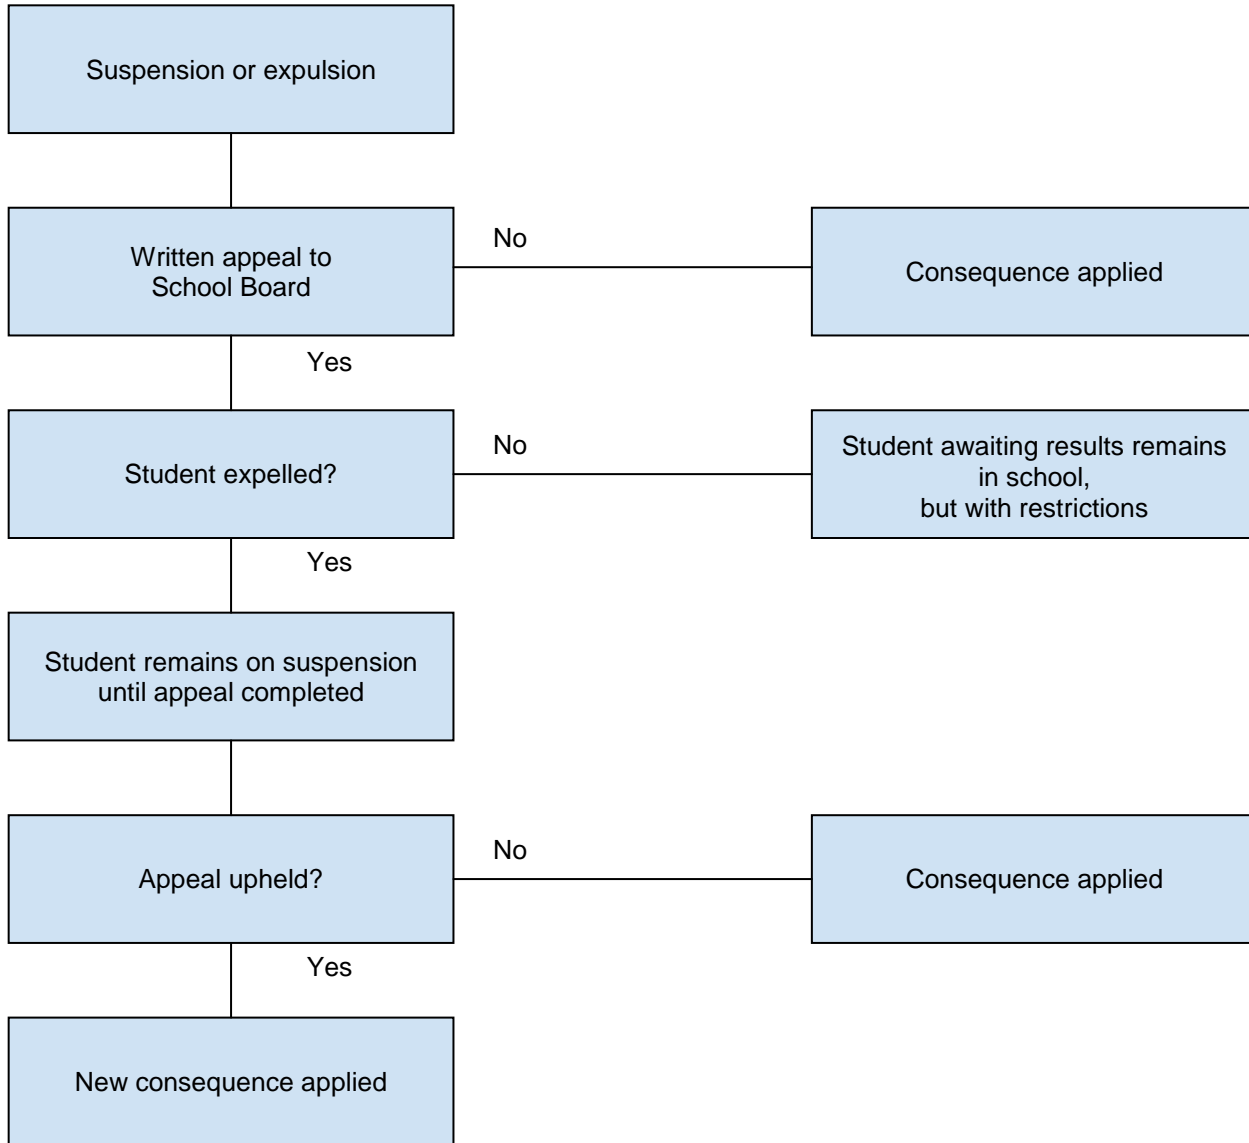 Suspension or expulsion
Written appeal to
School Board
No
Consequence applied
Yes
Student expelled?
No
Student awaiting results remains
in school,
but with restrictions
Yes
Student remains on suspension
until appeal completed
Appeal upheld?
No
Consequence applied
Yes
New consequence applied